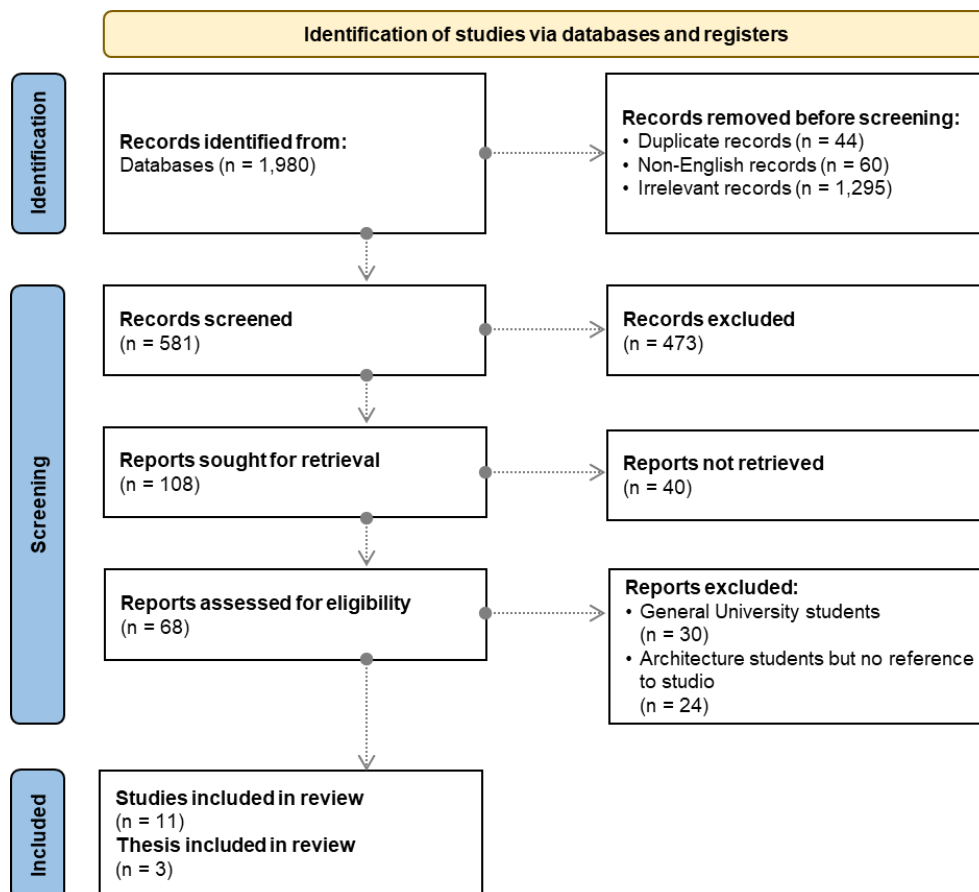 Identification of studies via databases and registers
Identification
Records identified from:
Databases (n = 1,980)
Records removed before screening:
• Duplicate records (n = 44)
• Non-English records (n = 60)
• Irrelevant records (n = 1,295)
Screening
Records screened
(n = 581)
Records excluded
(n = 473)
Reports sought for retrieval
(n = 108)
Reports not retrieved
(n = 40)
Reports assessed for eligibility
(n = 68)
Reports excluded:
• General University students
(n = 30)
• Architecture students but no reference
to studio
(n = 24)
Included
Studies included in review
(n = 11)
Thesis included in review
(n = 3)